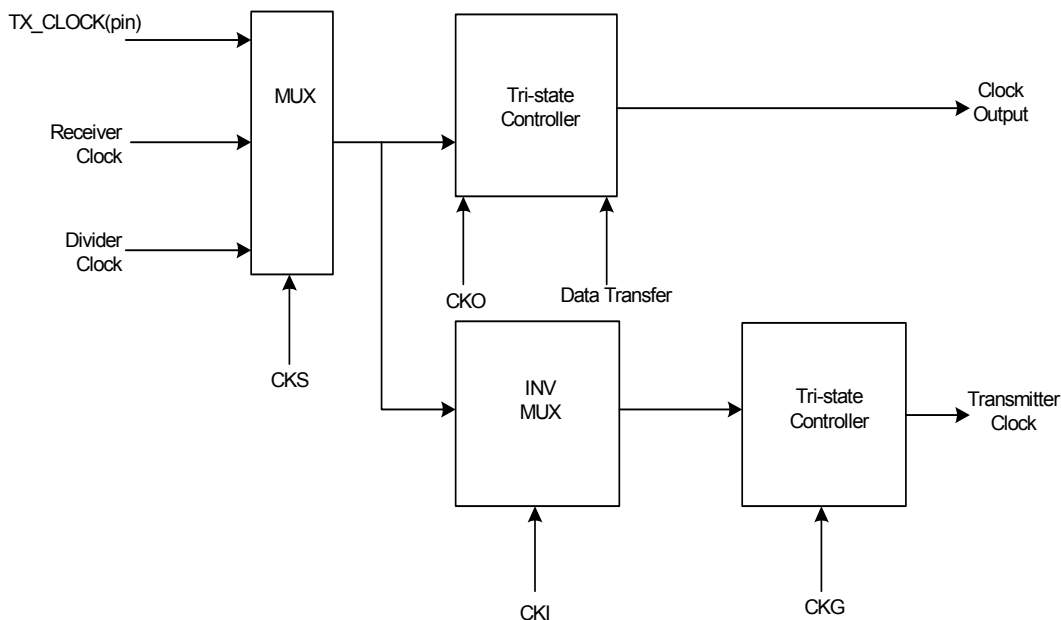 TX_CLOCK(pin)
MUX
Receiver
Clock
Divider
Clock
CKS
Tri-state
Controller
Clock
Output
CKO
Data Transfer
INV
MUX
Tri-state
Controller
Transmitter
Clock
CKI
CKG